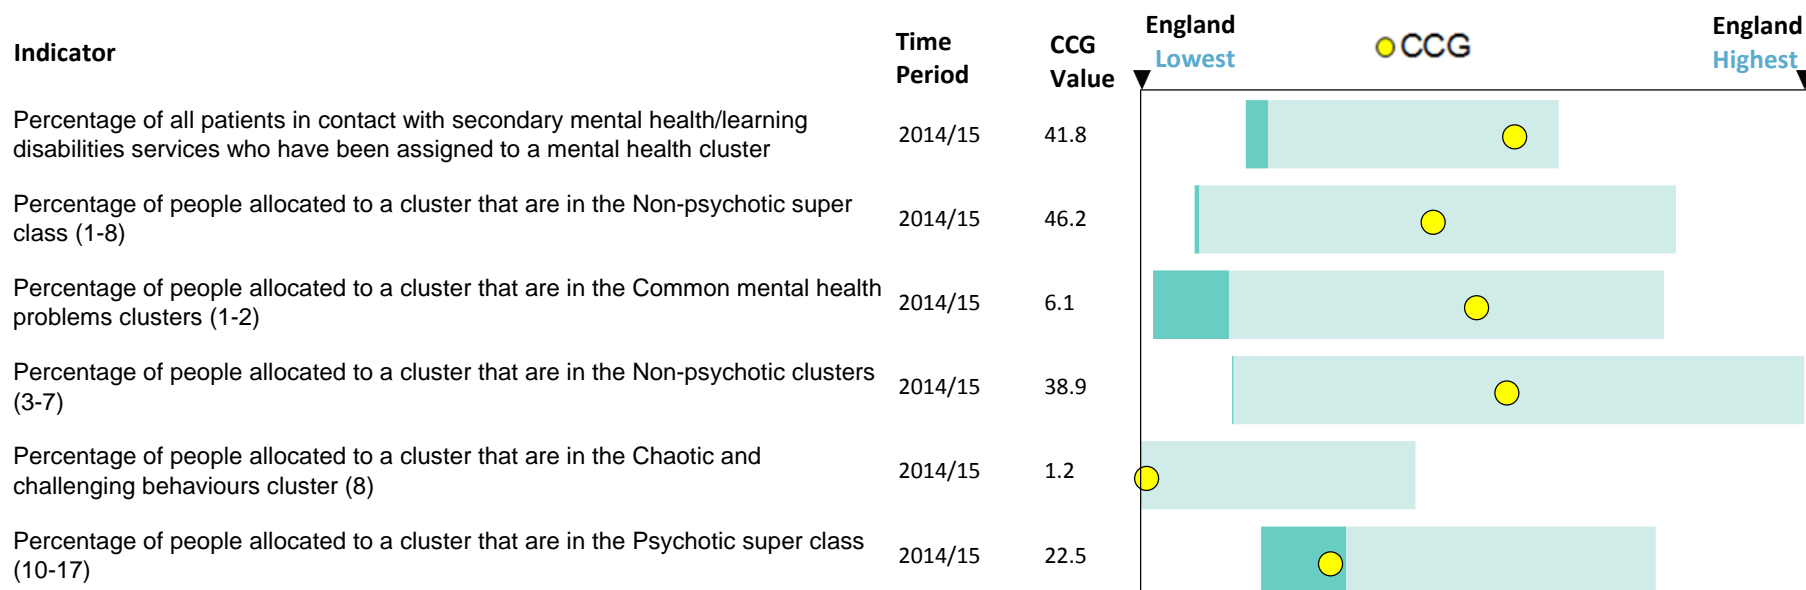 Indicator
Time
Period
CCG
Value
England
Lowest
CCG
England
Highest
Percentage of all patients in contact with secondary mental health/learning
disabilities services who have been assigned to a mental health cluster
2014/15
41.8
Percentage of people allocated to a cluster that are in the Non-psychotic super
class (1-8)
2014/15
46.2
Percentage of people allocated to a cluster that are in the Common mental health
problems clusters (1-2)
2014/15
6.1
Percentage of people allocated to a cluster that are in the Non-psychotic clusters
(3-7)
2014/15
38.9
Percentage of people allocated to a cluster that are in the Chaotic and
challenging behaviours cluster (8)
2014/15
1.2
Percentage of people allocated to a cluster that are in the Psychotic super class
(10-17)
2014/15
22.5